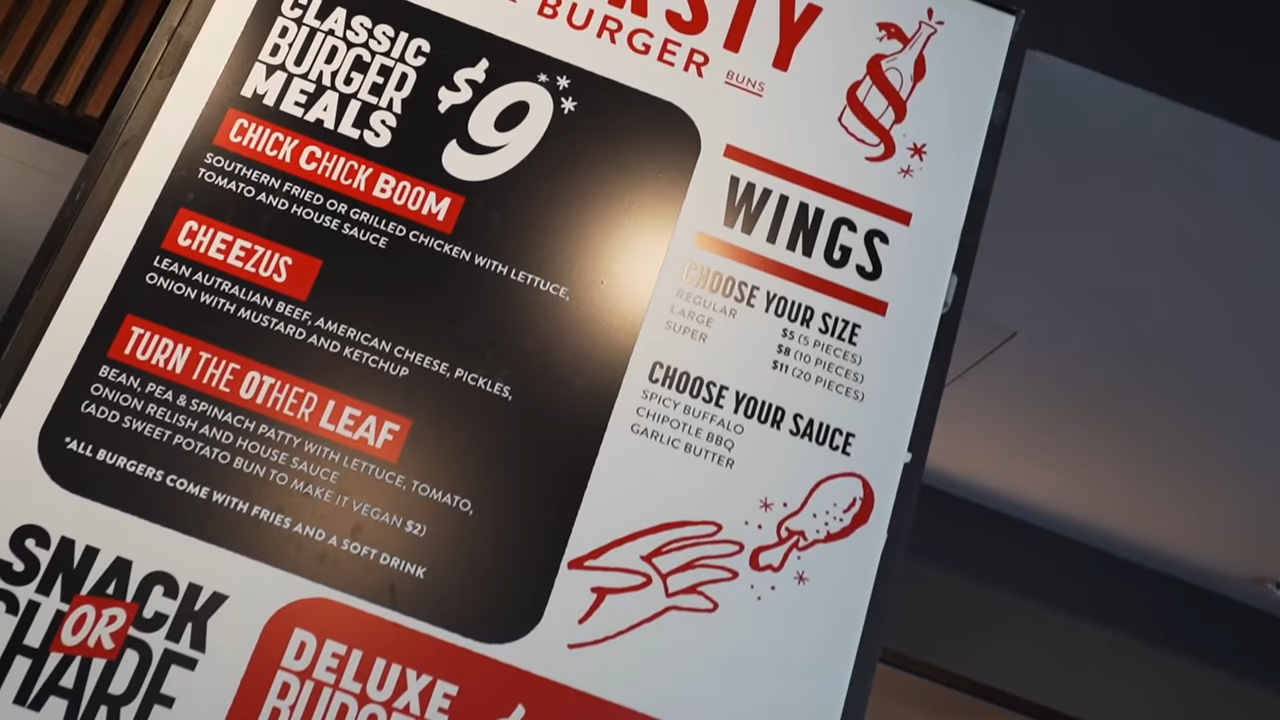 BURGER
BUNS
CLASSIC
BURGER
MEALS
$9**
CHICK CHICK BOOM
SOUTHERN FRIED OR GRILLED CHICKEN WITH LETTUCE,
TOMATO AND HOUSE SAUCE
CHEEZUS
LEAN AUTRALIAN BEEF, AMERICAN CHEESE, PICKLES,
ONION WITH MUSTARD AND KETCHUP
TURN THE OTHER LEAF
BEAN, PEA & SPINACH PATTY WITH LETTUCE, TOMATO,
ONION RELISH AND HOUSE SAUCE
(ADD SWEET POTATO BUN TO MAKE IT VEGAN $2)
*ALL BURGERS COME WITH FRIES AND A SOFT DRINK
WINGS
CHOOSE YOUR SIZE
REGULAR $5 (5 PIECES)
LARGE $8 (10 PIECES)
SUPER $11 (20 PIECES)
CHOOSE YOUR SAUCE
SPICY BUFFALO
CHIPOTLE BBQ
GARLIC BUTTER
SNACK
OR
SHARE
DELUXE
BURGER